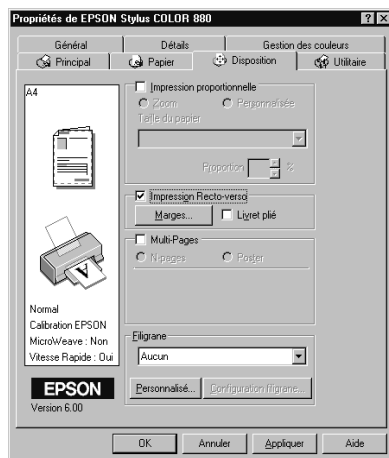 Propriétés de EPSON Stylus COLOR 880
Général
Détails
Gestion des couleurs
Principal
Papier
Disposition
Utilitaire
A4
Impression proportionnelle
Zoom
Personnalisée
Taille du papier
Proportion
%
Impression Recto-verso
Marges...
Livret plié
Multi-Pages
N-pages
Poster
Normal
Calibration EPSON
MicroWeave : Non
Vitesse Rapide : Oui
Filigrane
Aucun
EPSON
Personnalisé...
Configuration filigrane...
Version 6.00
OK
Annuler
Appliquer
Aide